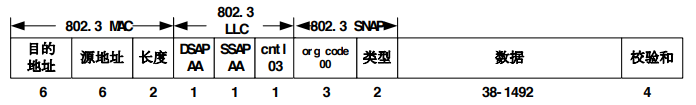 802.3 MAC 802.3 LLC 802.3 SNAP
目的地址 源地址 长度 DSAP AA SSAP AA cntl 03 org code 00 类型 数据 校验和
6 6 2 1 1 1 3 2 38-1492 4